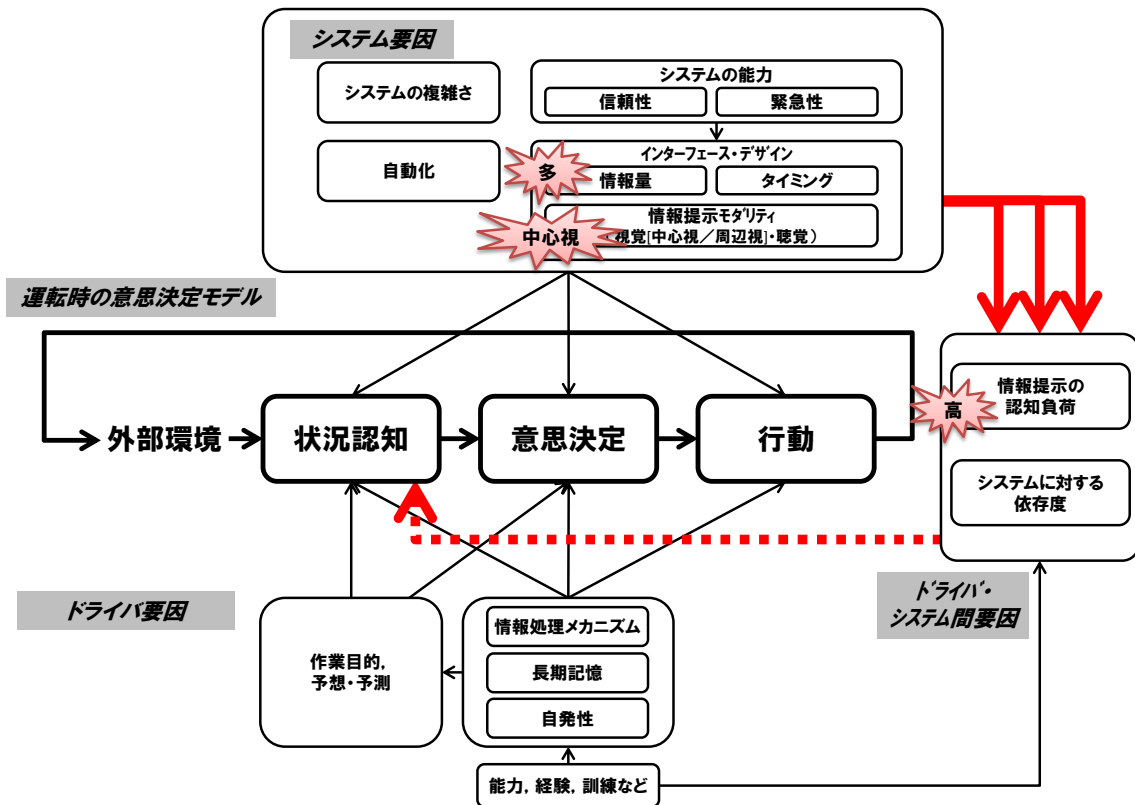 システム要因
システムの複雑さ
システムの能力
信頼性
緊急性
自動化
インターフェース・デザイン
多
情報量
タイミング
情報提示モダリティ
中心視
視覚[中心視／周辺視]・聴覚）
運転時の意思決定モデル
外部環境
状況認知
意思決定
行動
高
情報提示の
認知負荷
システムに対する
依存度
ドライバ要因
ドライバ・
システム間要因
作業目的，
予想・予測
情報処理メカニズム
長期記憶
自発性
能力，経験，訓練など